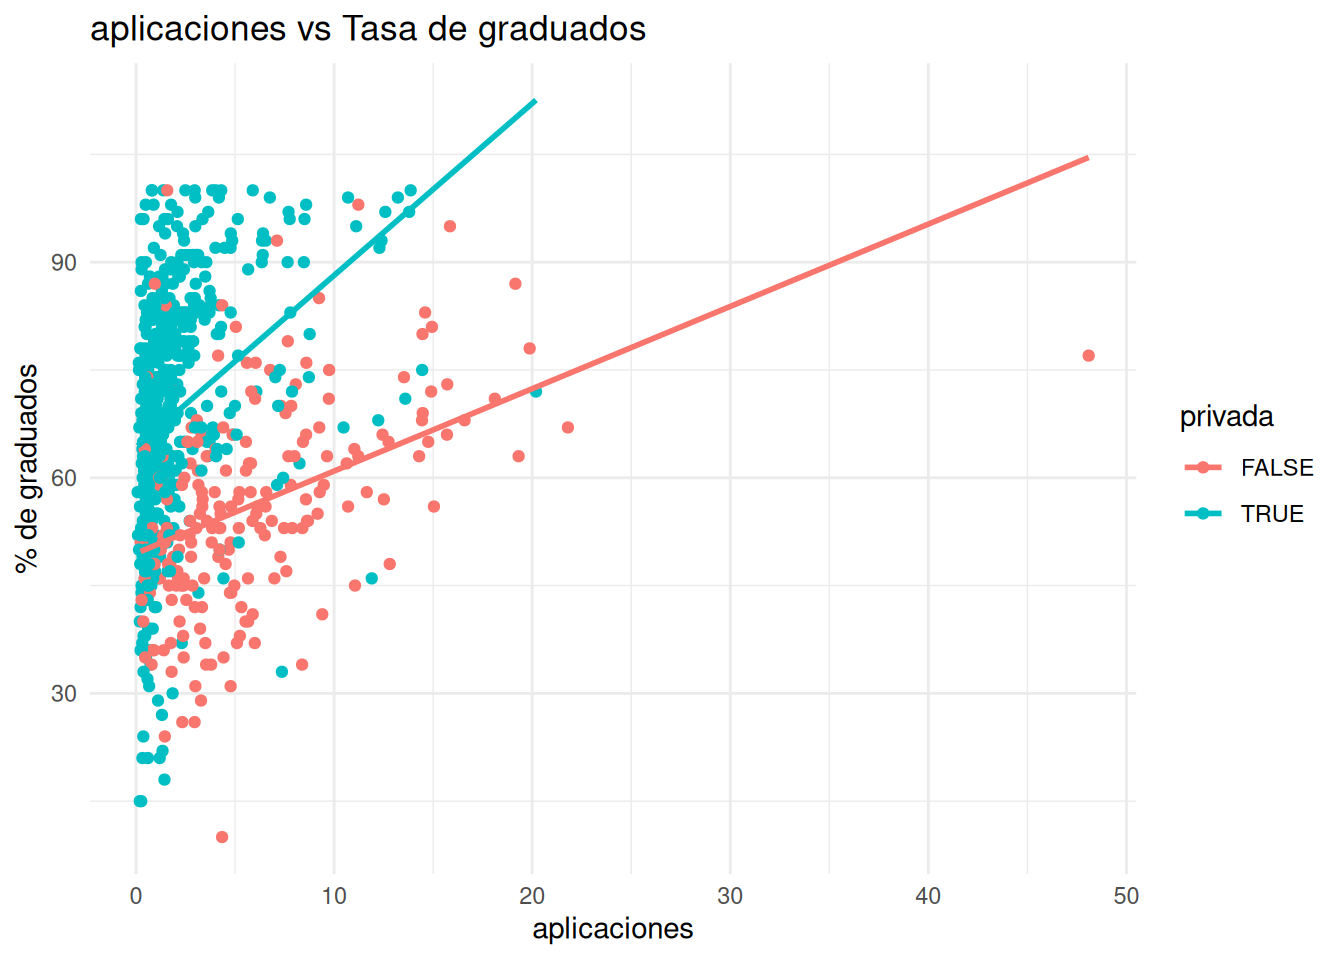 aplicaciones vs Tasa de graduados
% de graduados
90
60
30
0 10 20 30 40 50
aplicaciones
privada
FALSE
TRUE